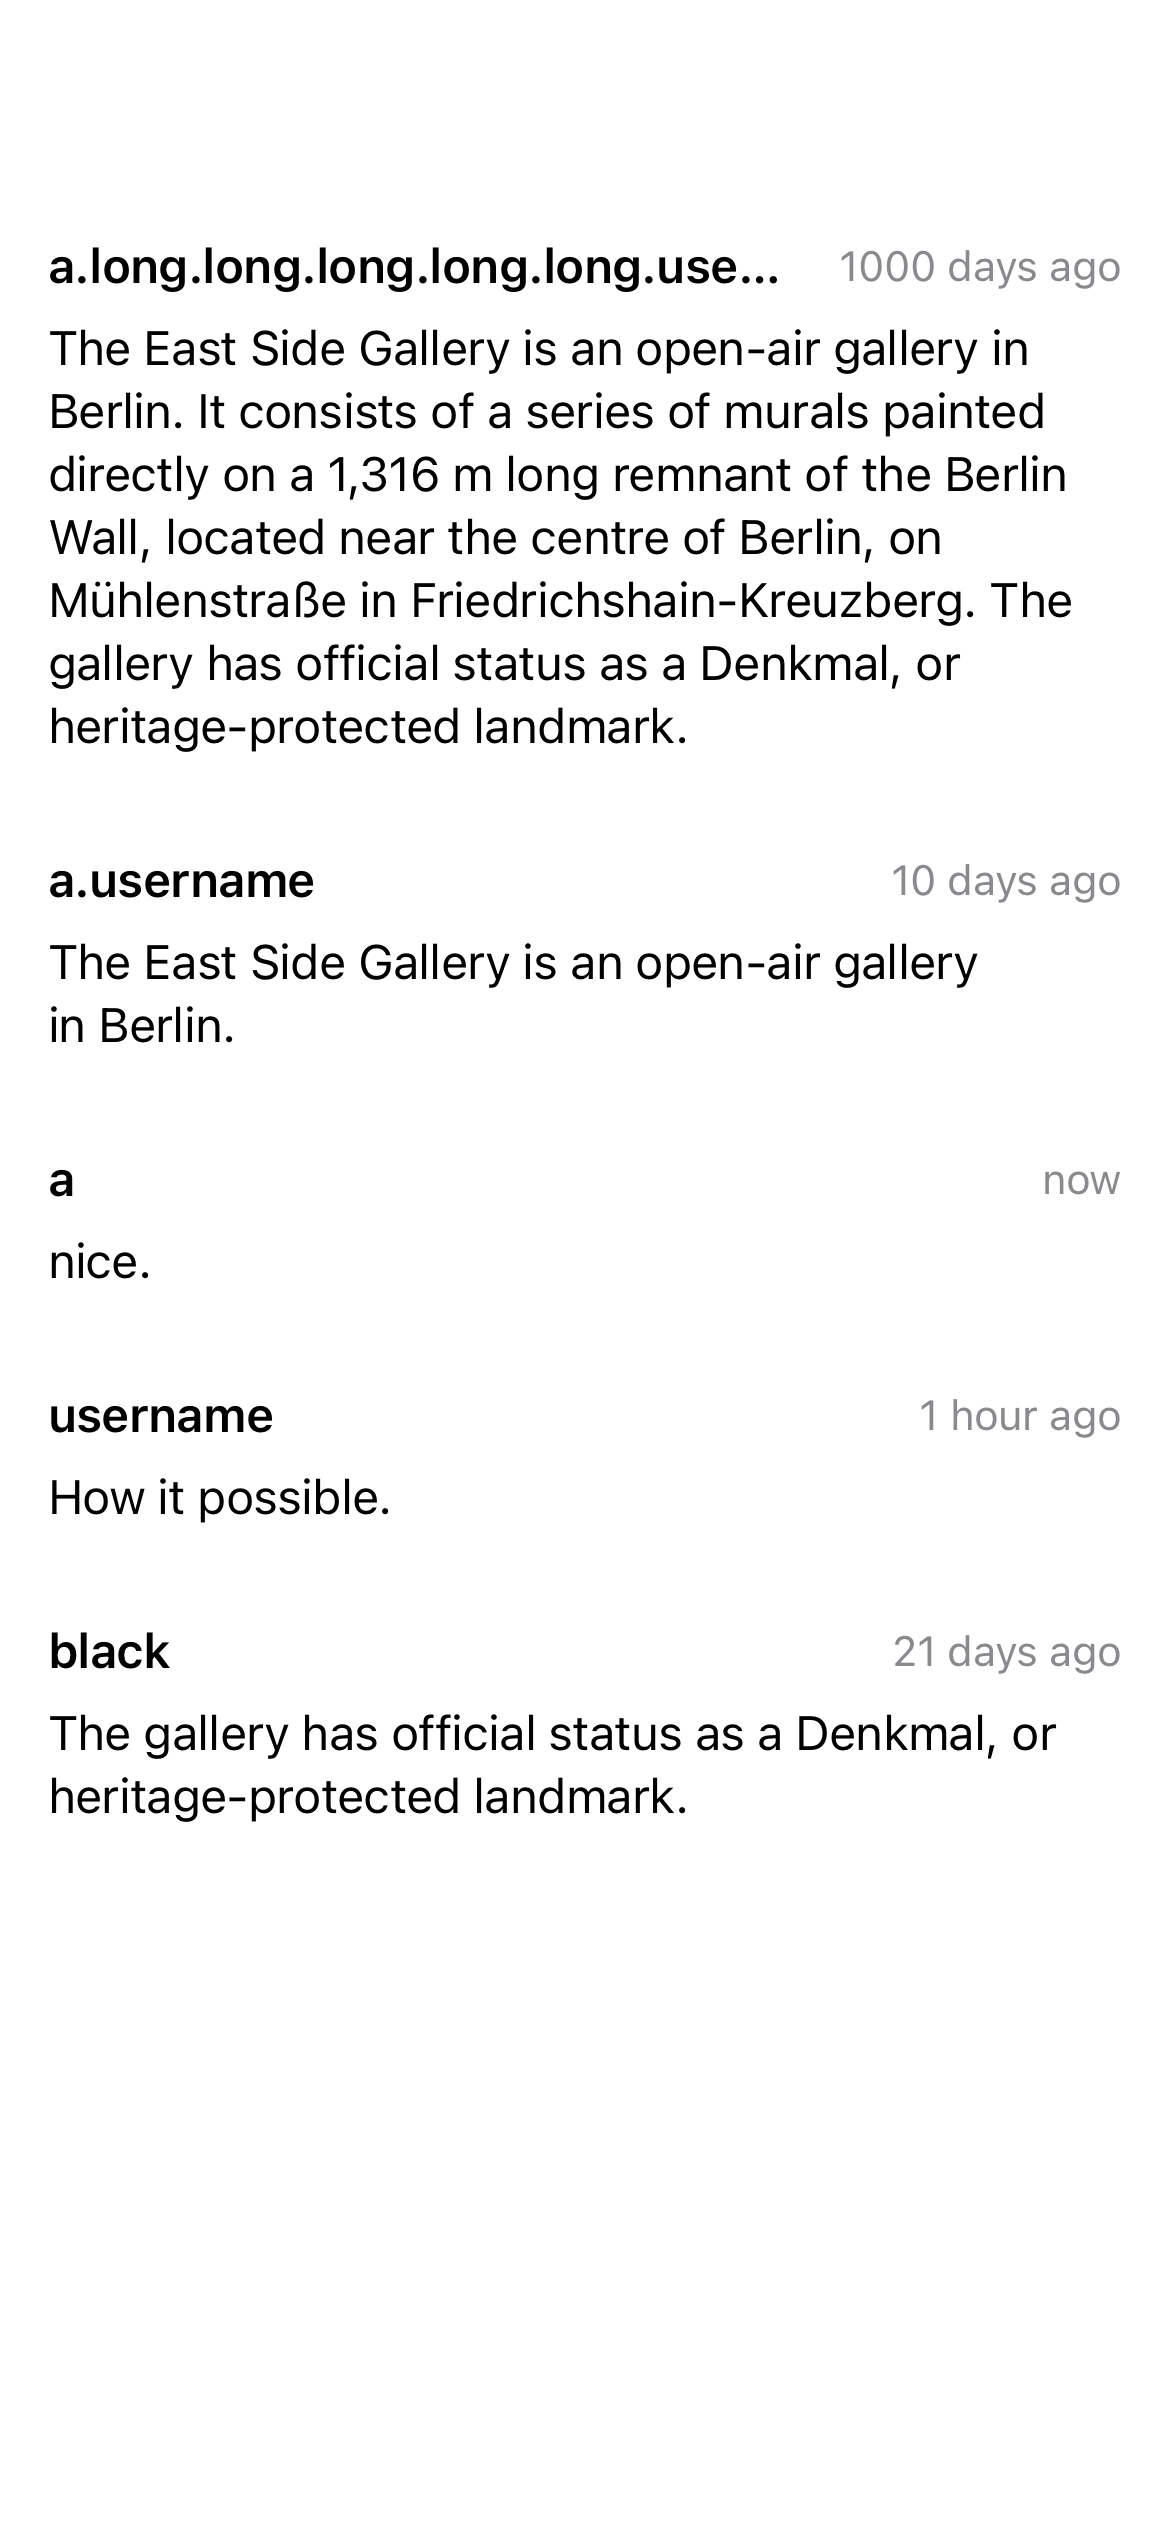 a.long.long.long.long.long.use...
1000 days ago
The East Side Gallery is an open-air gallery in
Berlin. It consists of a series of murals painted
directly on a 1,316 m long remnant of the Berlin
Wall, located near the centre of Berlin, on
Mühlenstraße in Friedrichshain-Kreuzberg. The
gallery has official status as a Denkmal, or
heritage-protected landmark.
a.username
10 days ago
The East Side Gallery is an open-air gallery
in Berlin.
a
now
nice.
username
1 hour ago
How it possible.
black
21 days ago
The gallery has official status as a Denkmal, or
heritage-protected landmark.